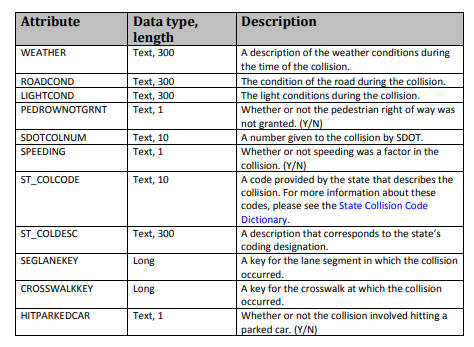 Attribute Data type, Description
length
WEATHER Text, 300 A description of the weather conditions during
the time of the collision.
ROADCOND Text, 300 The condition of the road during the collision.
LIGHTCOND Text, 300 The light conditions during the collision.
PEDROWNOTGRNT Text, 1 Whether or not the pedestrian right of way was
not granted. (Y/N)
SDOTCOLNUM Text, 10 A number given to the collision by SDOT.
SPEEDING Text, 1 Whether or not speeding was a factor in the
collision. (Y/N)
ST_COLCODE Text, 10 A code provided by the state that describes the
collision. For more information about these
codes, please see the State Collision Code
Dictionary.
ST_COLDESC Text, 300 A description that corresponds to the state's
coding designation.
SEGLANEKEY Long A key for the lane segment in which the collision
occurred.
CROSSWALKKEY Long A key for the crosswalk at which the collision
occurred.
HITPARKEDCAR Text, 1 Whether or not the collision involved hitting a
parked car. (Y/N)